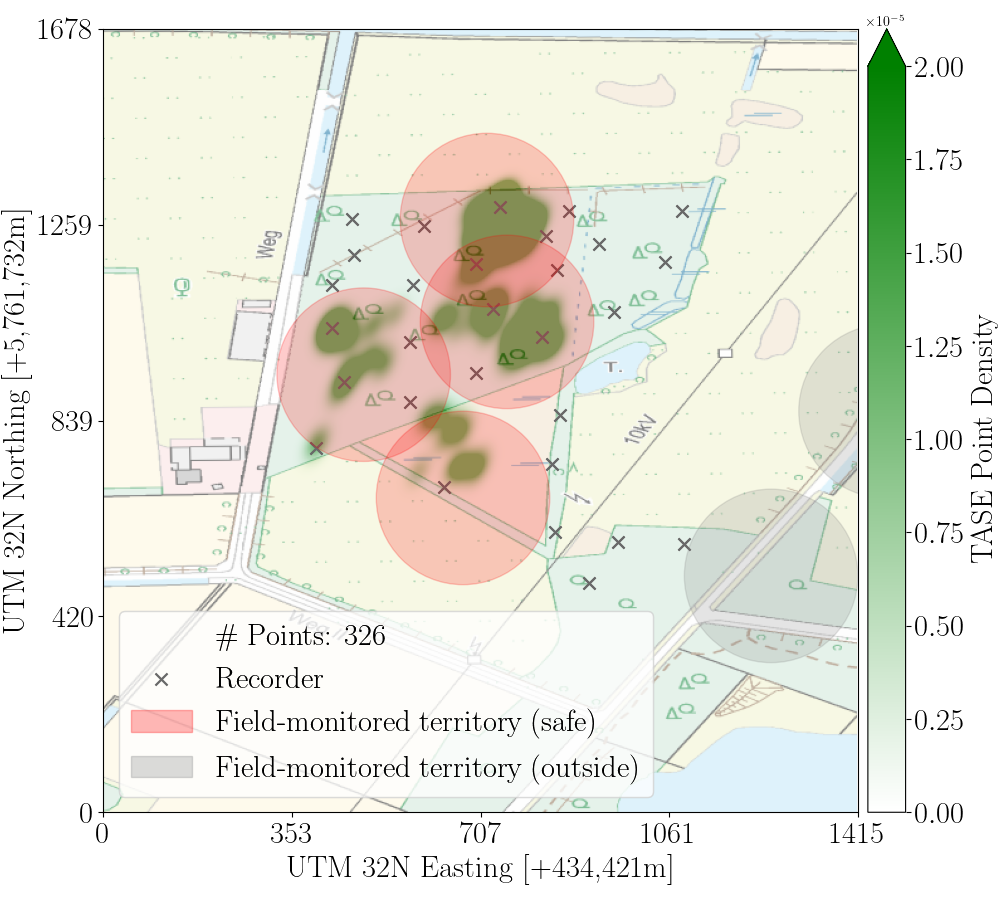 ×10⁻⁵
1678
1259
839
420
0
UTM 32N Northing [+5,761,732m]
Weg
T.
10kV
Weg
# Points: 326
Recorder
Field-monitored territory (safe)
Field-monitored territory (outside)
0
353
707
1061
1415
UTM 32N Easting [+434,421m]
2.00
1.75
1.50
1.25
1.00
0.75
0.50
0.25
0.00
TASE Point Density